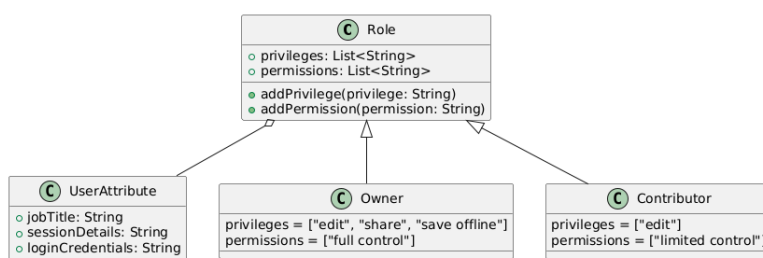 C Role
privileges: List<String>
permissions: List<String>
addPrivilege(privilege: String)
addPermission(permission: String)
C UserAttribute
jobTitle: String
sessionDetails: String
loginCredentials: String
C Owner
privileges = ["edit", "share", "save offline"]
permissions = ["full control"]
C Contributor
privileges = ["edit"]
permissions = ["limited control"]